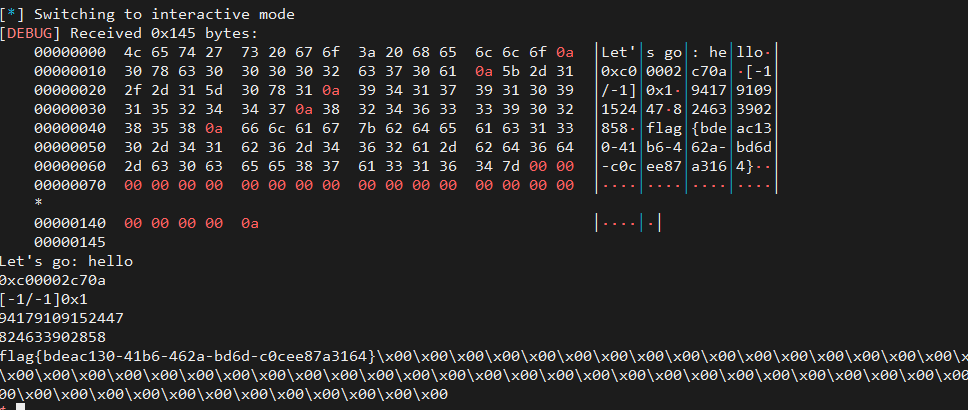 [*] Switching to interactive mode
[DEBUG] Received 0x145 bytes:
00000000 4c 65 74 27 73 20 67 6f 3a 20 68 65 6c 6c 6f 0a │Let'│s go│: he│llo·│
00000010 30 78 63 30 30 30 30 32 63 37 30 61 0a 5b 2d 31 │0xc0│0002│c70a│·[-1│
00000020 2f 2d 31 5d 30 78 31 0a 39 34 31 37 39 31 30 39 │/-1]│0x1·│9417│9109│
00000030 31 35 32 34 34 37 0a 38 32 34 36 33 33 39 30 32 │1524│47·8│2463│3902│
00000040 38 35 38 0a 66 6c 61 67 7b 62 64 65 61 63 31 33 │858·│flag│{bde│ac13│
00000050 30 2d 34 31 62 36 2d 34 36 32 61 2d 62 64 36 64 │0-41│b6-4│62a-│bd6d│
00000060 2d 63 30 63 65 65 38 37 61 33 31 36 34 7d 00 00 │-c0c│ee87│a316│4}··│
00000070 00 00 00 00 00 00 00 00 00 00 00 00 00 00 00 00 │····│····│····│····│
*
00000140 00 00 00 00 0a │····│·│
00000145
Let's go: hello
0xc00002c70a
[-1/-1]0x1
94179109152447
824633902858
flag{bdeac130-41b6-462a-bd6d-c0cee87a3164}\x00\x00\x00\x00\x00\x00\x00\x00\x00\x00\x00\x00\x00\x00\x00\x00\x
\x00\x00\x00\x00\x00\x00\x00\x00\x00\x00\x00\x00\x00\x00\x00\x00\x00\x00\x00\x00\x00\x00\x00\x00\x00\x00\x00
00\x00\x00\x00\x00\x00\x00\x00\x00\x00\x00\x00\x00